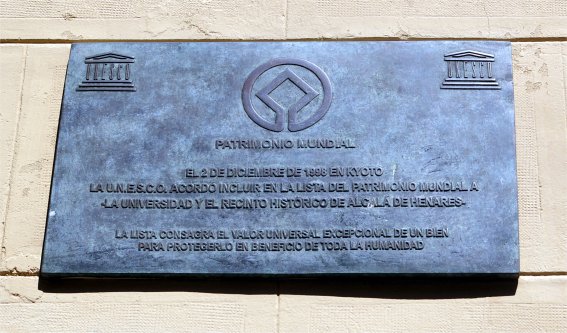 UNESCO
UNESCO
PATRIMONIO MUNDIAL
EL 2 DE DICIEMBRE DE 1998 EN KYOTO
LA U.N.E.S.C.O. ACORDÓ INCLUIR EN LA LISTA DEL PATRIMONIO MUNDIAL A
-LA UNIVERSIDAD Y EL RECINTO HISTÓRICO DE ALCALÁ DE HENARES-
LA LISTA CONSAGRA EL VALOR UNIVERSAL EXCEPCIONAL DE UN BIEN
PARA PROTEGERLO EN BENEFICIO DE TODA LA HUMANIDAD